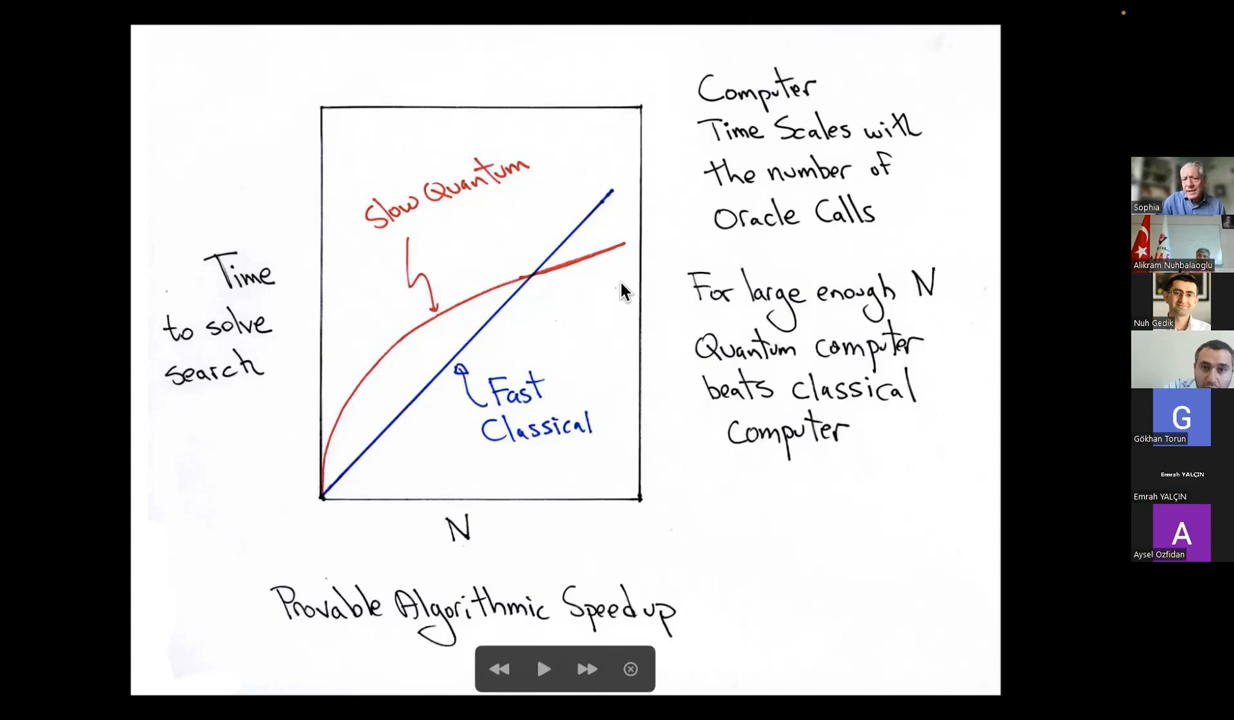 Computer
Time Scales with
the number of
Oracle Calls
Slow Quantum
Time
to solve
search
For large enough N
Quantum computer
beats classical
Computer
Fast
Classical
N
Provable Algorithmic Speedup
Sophia
Alikram Nuhbalaoglu
Nuh Gedik
G
Gökhan Torun
Emrah YALÇIN
Emrah YALÇIN
A
Aysel Ozfidan